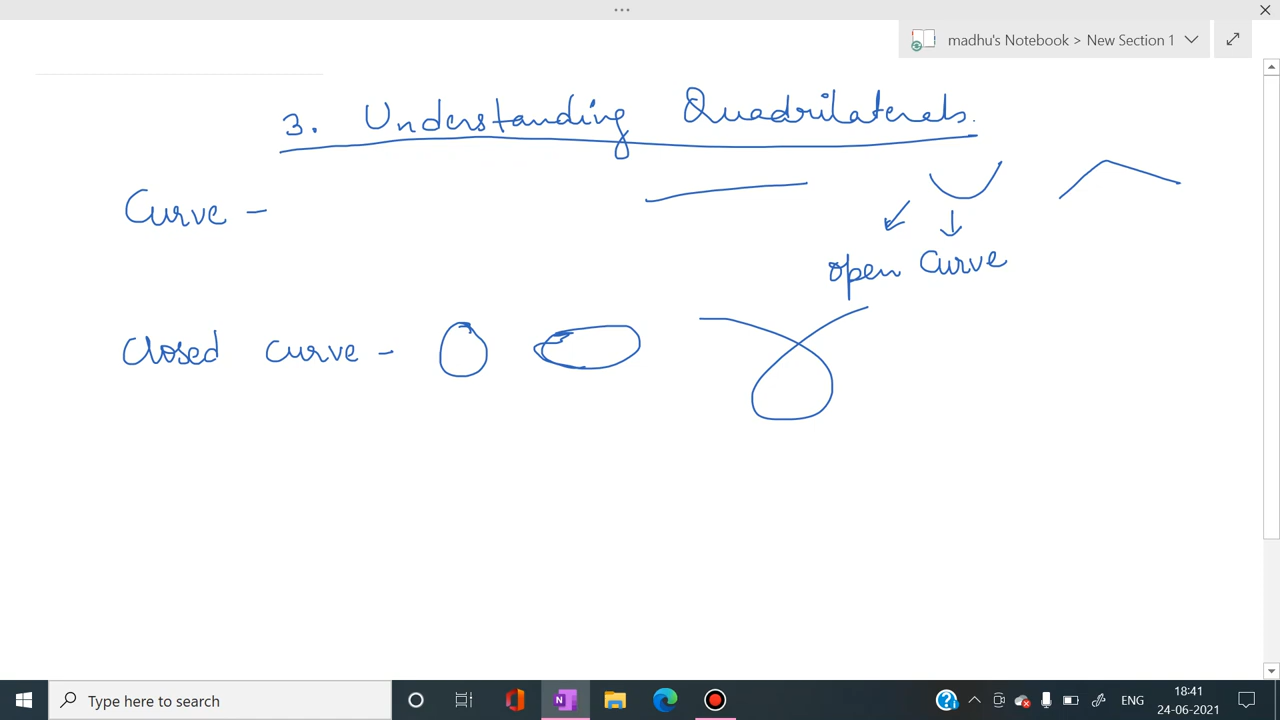 madhu's Notebook > New Section 1
3. Understanding Quadrilaterals.
Curve -
open Curve
Closed curve -
Type here to search
ENG
18:41
24-06-2021